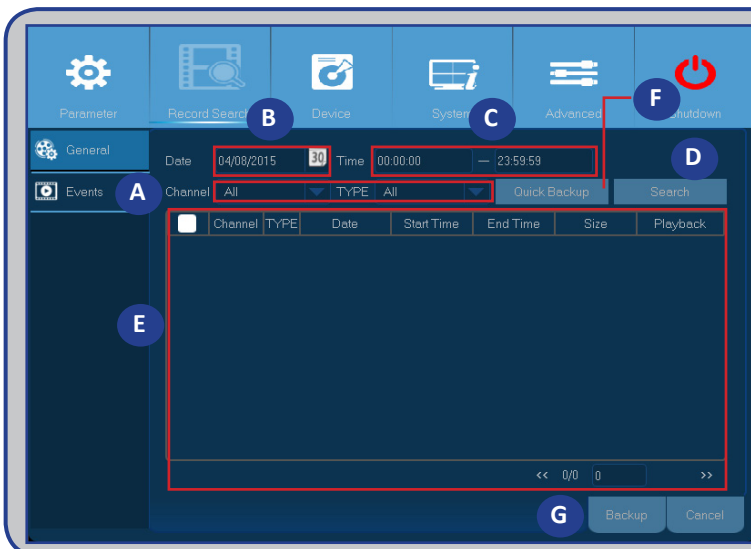 Parameter Record Search Device System Advanced Shutdown
F
B C
General
Date 04/08/2015 30 Time 00:00:00 — 23:59:59
D
Events A Channel All TYPE All Quick Backup Search
Channel TYPE Date Start Time End Time Size Playback
E
<< 0/0 0 >>
G Backup Cancel